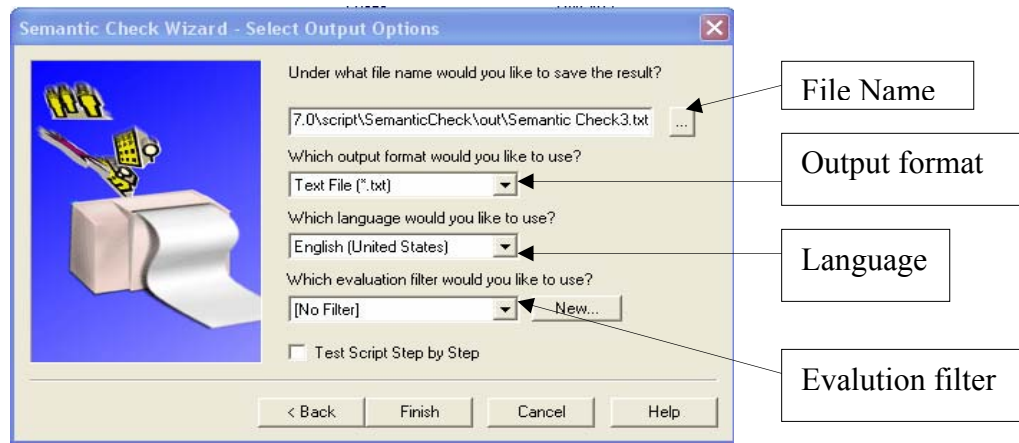 Semantic Check Wizard - Select Output Options
Under what file name would you like to save the result?
7.0\script\SemanticCheck\out\Semantic Check3.txt
...
File Name
Which output format would you like to use?
Text File (*.txt)
Output format
Which language would you like to use?
English (United States)
Language
Which evaluation filter would you like to use?
[No Filter]
New...
Test Script Step by Step
Evalution filter
< Back
Finish
Cancel
Help